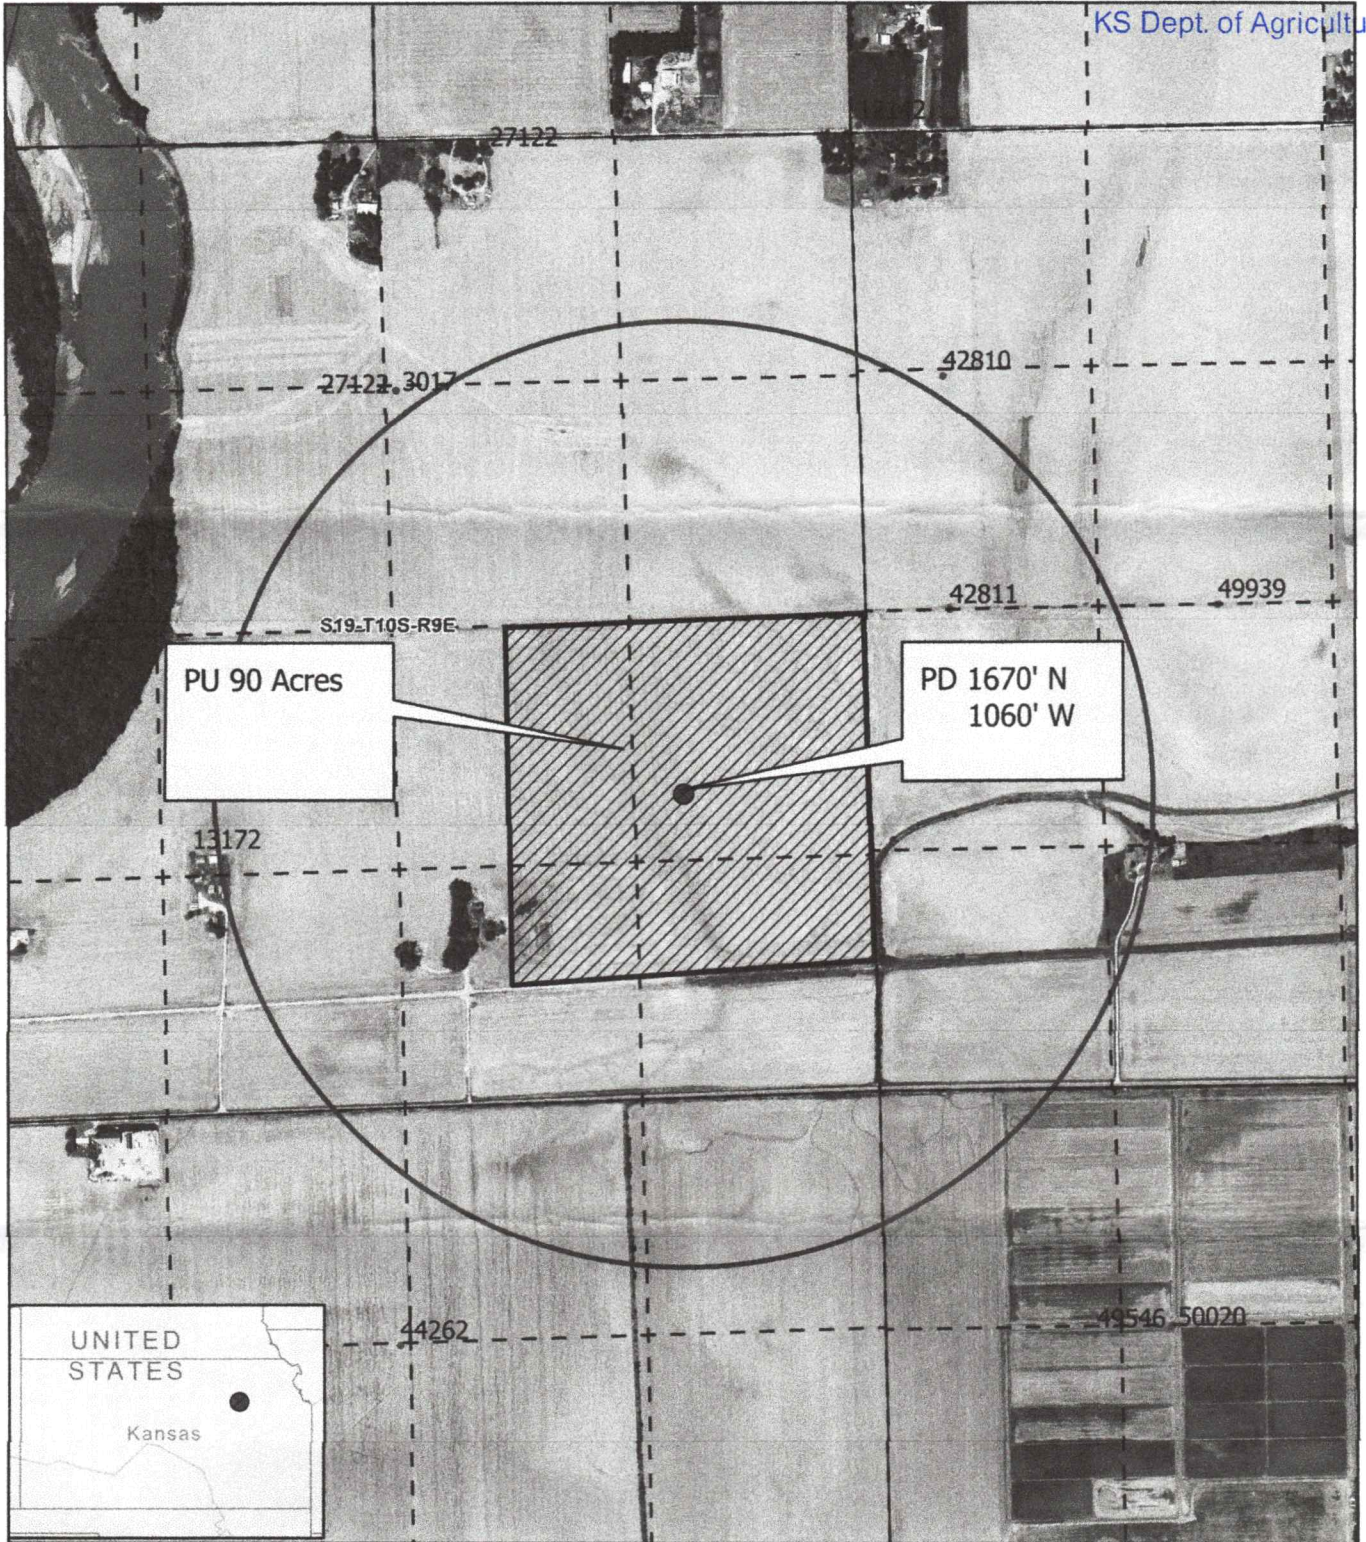 KS Dept. of Agricultu
27122
27122
3017
42810
42811
49939
S19-T10S-R9E
PU 90 Acres
PD 1670' N
1060' W
13172
44262
49546
50020
UNITED
STATES
Kansas